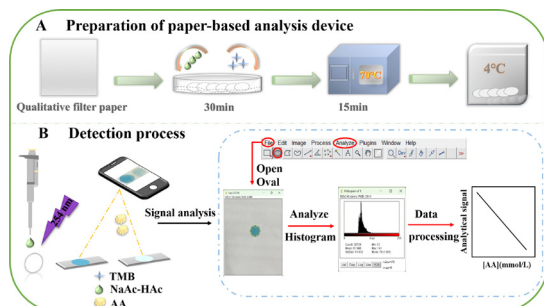 A Preparation of paper-based analysis device
Qualitative filter paper
30min
70°C
15min
4°C
B Detection process
254 nm
TMB
NaAc-HAc
AA
Signal analysis
File Edit Image Process Analyze Plugins Window Help
Open
Oval
Analyze
Histogram
Data
processing
Analytical signal
[AA](mmol/L)